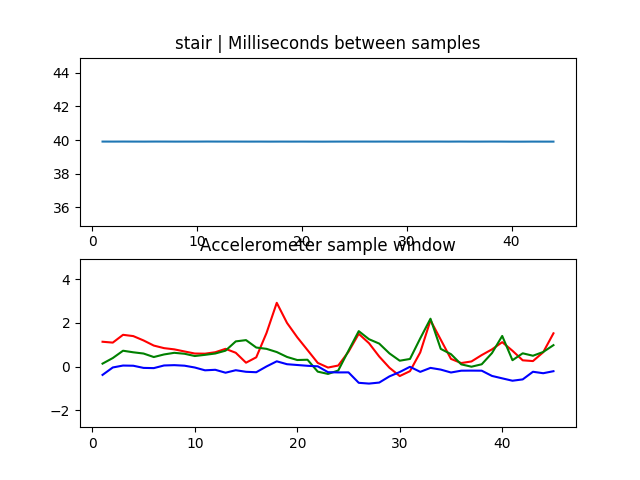 stair | Milliseconds between samples
44
42
40
38
36
0 10 20 30 40
Accelerometer sample window
4
2
0
−2
0 10 20 30 40